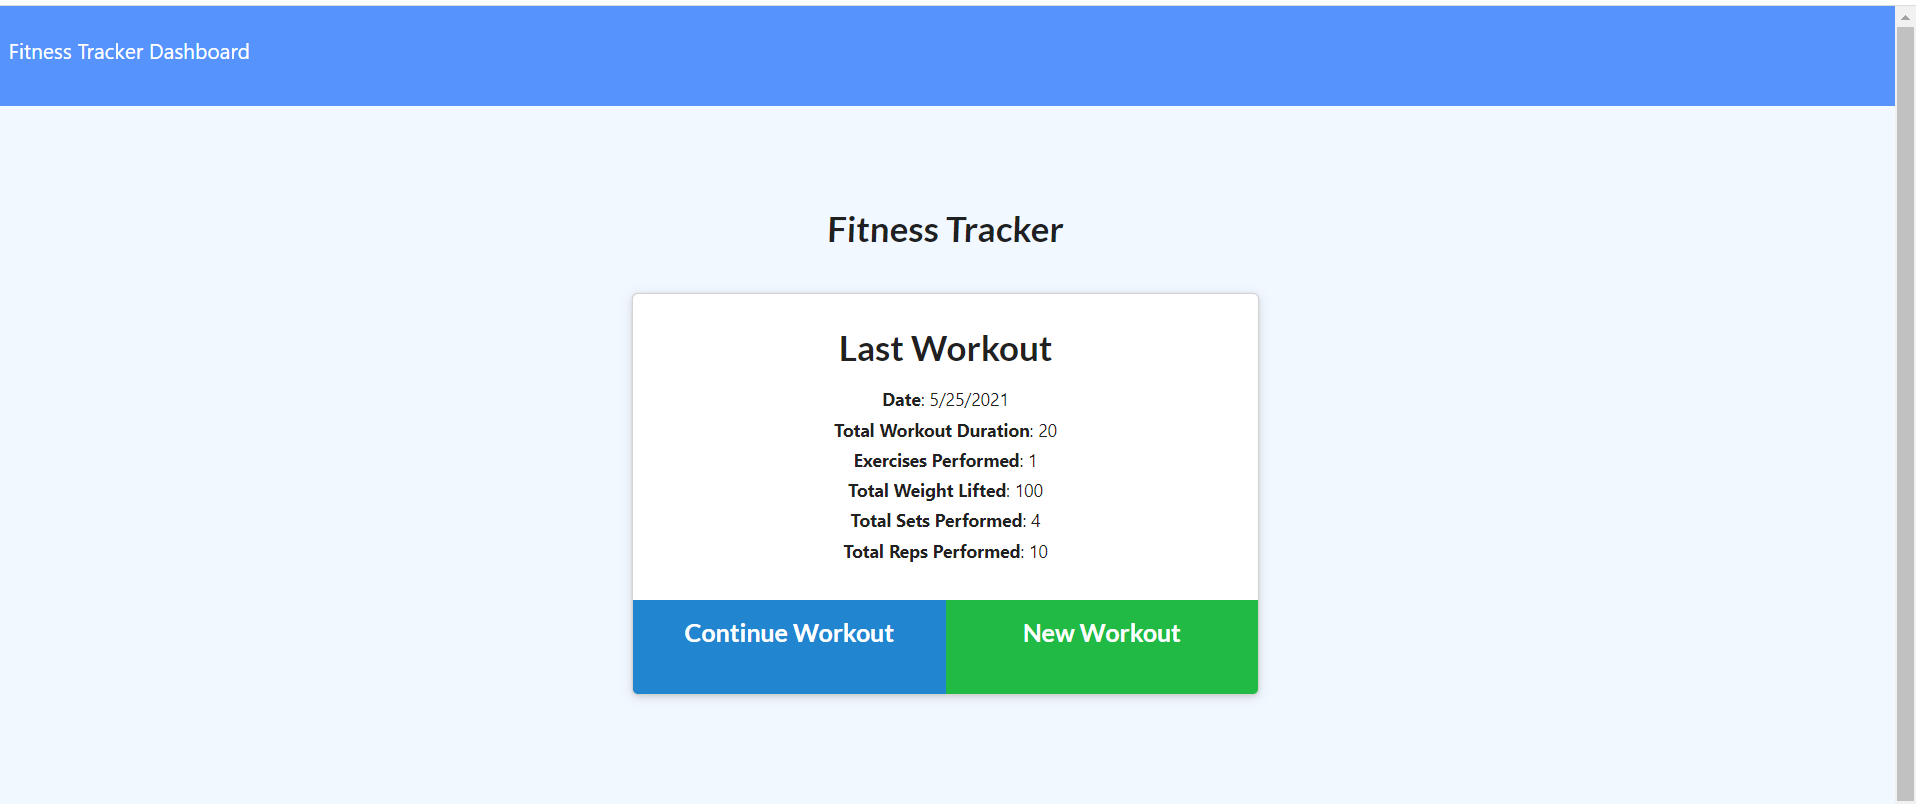 Fitness Tracker Dashboard
Fitness Tracker
Last Workout
Date: 5/25/2021
Total Workout Duration: 20
Exercises Performed: 1
Total Weight Lifted: 100
Total Sets Performed: 4
Total Reps Performed: 10
Continue Workout New Workout